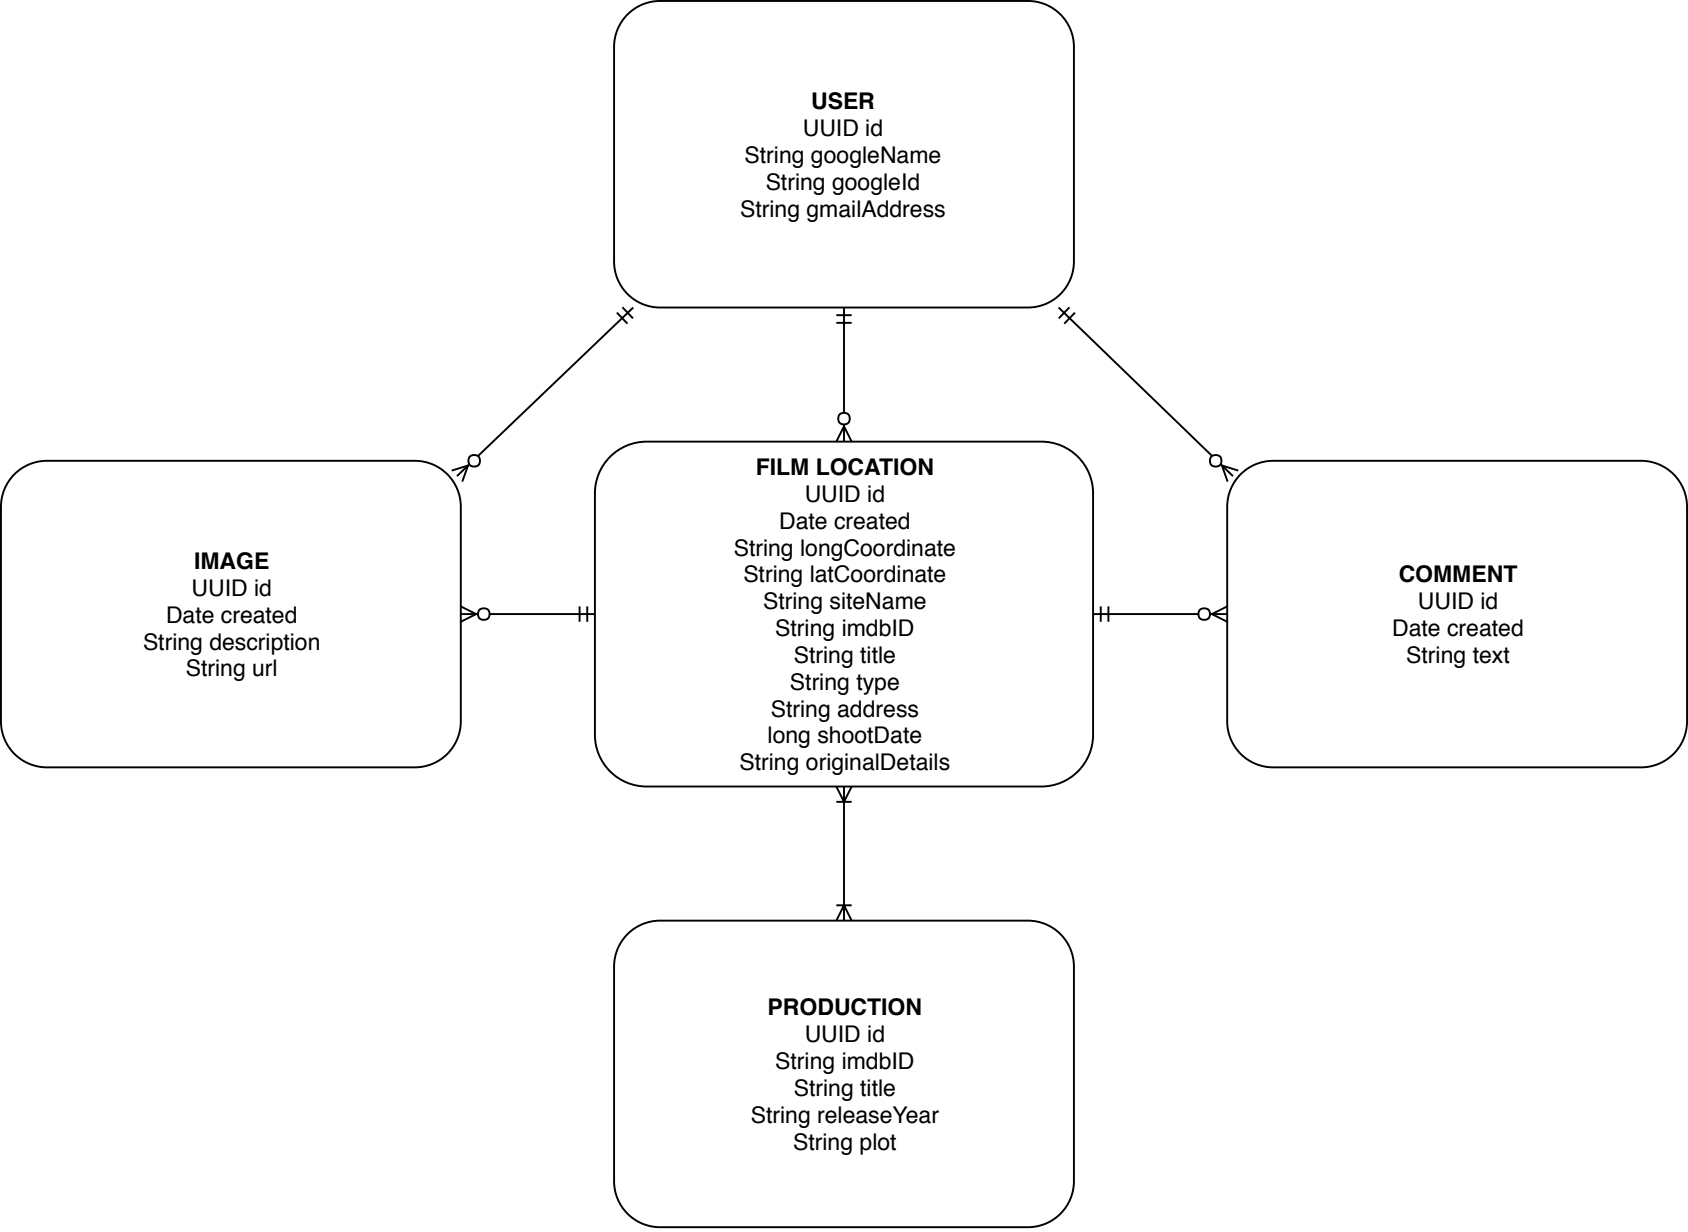 USER
UUID id
String googleName
String googleId
String gmailAddress
IMAGE
UUID id
Date created
String description
String url
FILM LOCATION
UUID id
Date created
String longCoordinate
String latCoordinate
String siteName
String imdbID
String title
String type
String address
long shootDate
String originalDetails
COMMENT
UUID id
Date created
String text
PRODUCTION
UUID id
String imdbID
String title
String releaseYear
String plot